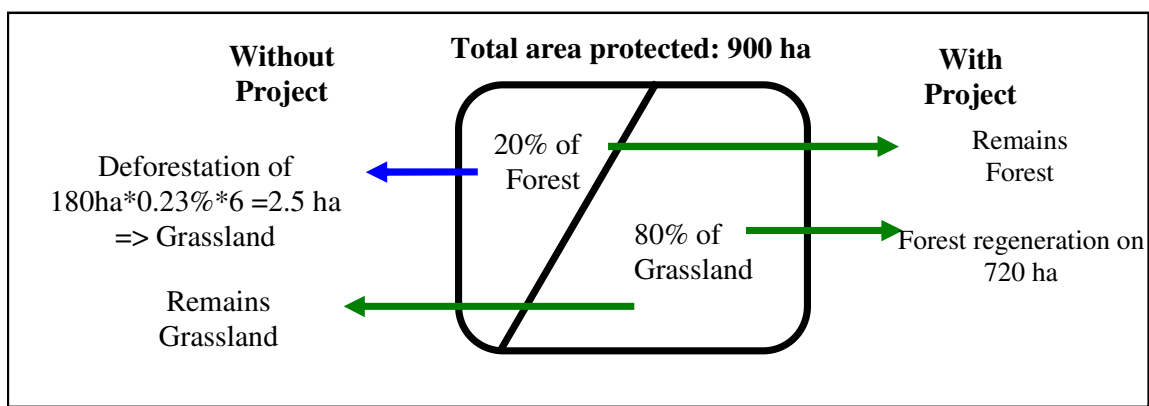 Without
Project
Total area protected: 900 ha
With
Project
Deforestation of
180ha*0.23%*6 =2.5 ha
=> Grassland
20% of
Forest
Remains
Forest
80% of
Grassland
Forest regeneration on
720 ha
Remains
Grassland